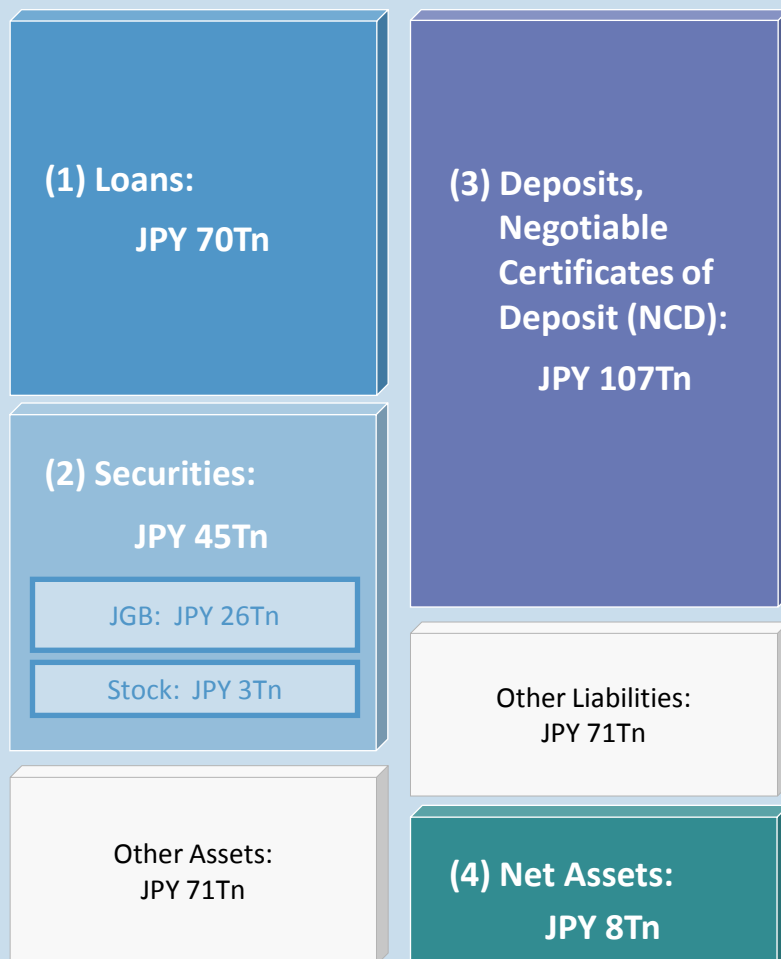 (1) Loans:
JPY 70Tn
(2) Securities:
JPY 45Tn
JGB: JPY 26Tn
Stock: JPY 3Tn
Other Assets:
JPY 71Tn
(3) Deposits,
Negotiable
Certificates of
Deposit (NCD):
JPY 107Tn
Other Liabilities:
JPY 71Tn
(4) Net Assets:
JPY 8Tn